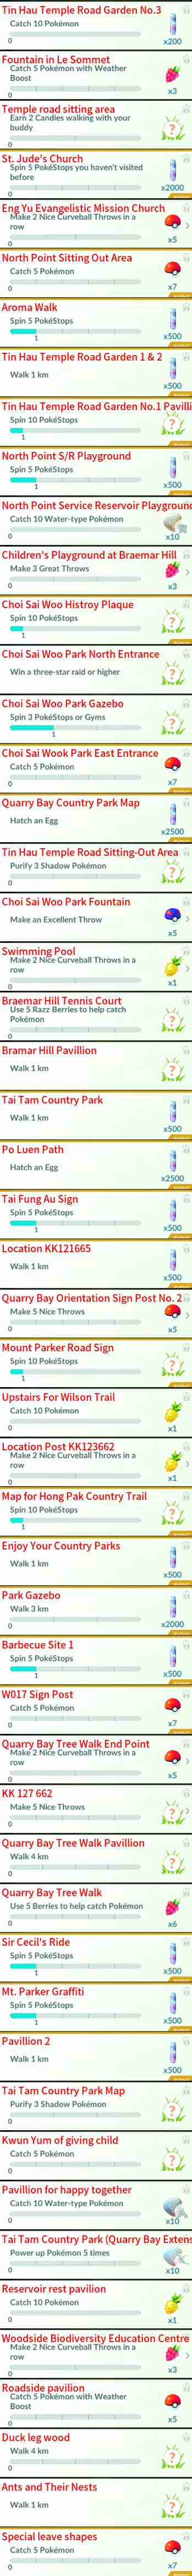 Tin Hau Temple Road Garden No.3
Catch 10 Pokémon
0
x200
Fountain in Le Sommet
Catch 5 Pokémon with Weather
Boost
0
x3
Temple road sitting area
Earn 2 Candies walking with your
buddy
0
?
St. Jude's Church
Spin 5 PokéStops you haven't visited
before
0
x2000
Eng Yu Evangelistic Mission Church
Make 2 Nice Curveball Throws in a
row
0
x5
North Point Sitting Out Area
Catch 5 Pokémon
0
x7
Aroma Walk
Spin 5 PokéStops
1
x500
Tin Hau Temple Road Garden 1 & 2
Walk 1 km
x500
Tin Hau Temple Road Garden No.1 Pavilli
Spin 10 PokéStops
1
?
North Point S/R Playground
Spin 5 PokéStops
1
x500
North Point Service Reservoir Playground
Catch 10 Water-type Pokémon
0
x10
Children's Playground at Braemar Hill
Make 3 Great Throws
0
x3
Choi Sai Woo Histroy Plaque
Spin 10 PokéStops
1
?
Choi Sai Woo Park North Entrance
Win a three-star raid or higher
?
Choi Sai Woo Park Gazebo
Spin 3 PokéStops or Gyms
1
?
Choi Sai Wook Park East Entrance
Catch 5 Pokémon
0
x7
Quarry Bay Country Park Map
Hatch an Egg
x2500
Tin Hau Temple Road Sitting-Out Area
Purify 3 Shadow Pokémon
0
?
Choi Sai Woo Park Fountain
Make an Excellent Throw
x5
Swimming Pool
Make 2 Nice Curveball Throws in a
row
0
x1
Braemar Hill Tennis Court
Use 5 Razz Berries to help catch
Pokémon
0
?
Bramar Hill Pavillion
Walk 1 km
?
Tai Tam Country Park
Walk 1 km
x500
Po Luen Path
Hatch an Egg
x2500
Tai Fung Au Sign
Spin 5 PokéStops
1
x500
Location KK121665
Walk 1 km
x500
Quarry Bay Orientation Sign Post No. 2
Make 5 Nice Throws
0
x5
Mount Parker Road Sign
Spin 10 PokéStops
1
?
Upstairs For Wilson Trail
Catch 10 Pokémon
0
x1
Location Post KK123662
Make 2 Nice Curveball Throws in a
row
0
x1
Map for Hong Pak Country Trail
Spin 10 PokéStops
1
?
Enjoy Your Country Parks
Walk 1 km
x500
Park Gazebo
Walk 3 km
0
x2000
Barbecue Site 1
Spin 5 PokéStops
1
x500
W017 Sign Post
Catch 5 Pokémon
0
x7
Quarry Bay Tree Walk End Point
Make 2 Nice Curveball Throws in a
row
0
x5
KK 127 662
Make 5 Nice Throws
0
?
Quarry Bay Tree Walk Pavillion
Walk 4 km
0
?
Quarry Bay Tree Walk
Use 5 Berries to help catch Pokémon
0
x6
Sir Cecil's Ride
Spin 5 PokéStops
1
x500
Mt. Parker Graffiti
Spin 5 PokéStops
1
x500
Pavillion 2
Walk 1 km
x500
Tai Tam Country Park Map
Purify 3 Shadow Pokémon
0
?
Kwun Yum of giving child
Catch 5 Pokémon
0
?
Pavillion for happy together
Catch 10 Water-type Pokémon
0
x10
Tai Tam Country Park (Quarry Bay Extens
Power up Pokémon 5 times
0
x10
Reservoir rest pavilion
Catch 10 Pokémon
0
x1
Woodside Biodiversity Education Centre
Make 2 Nice Curveball Throws in a
row
0
x3
Roadside pavilion
Catch 5 Pokémon with Weather
Boost
0
x5
Duck leg wood
Walk 4 km
0
?
Ants and Their Nests
Walk 1 km
?
Special leave shapes
Catch 5 Pokémon
0
x7